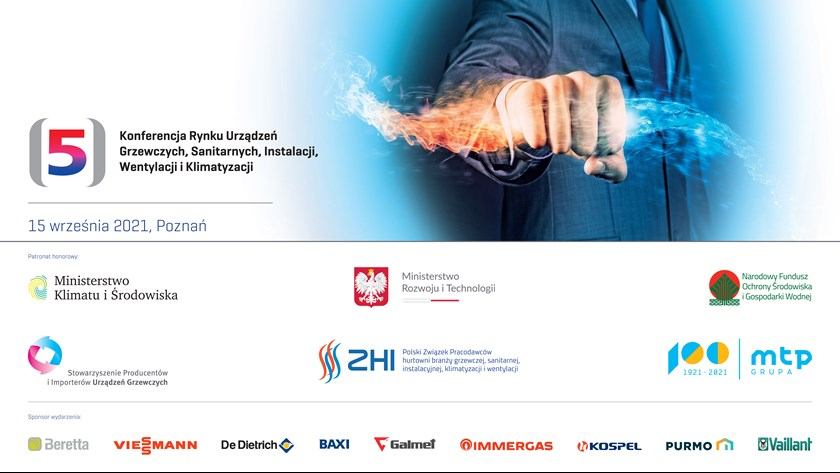 5
Konferencja Rynku Urządzeń
Grzewczych, Sanitarnych, Instalacji,
Wentylacji i Klimatyzacji
15 września 2021, Poznań
Patronat honorowy:
Ministerstwo
Klimatu i Środowiska
Ministerstwo
Rozwoju i Technologii
Narodowy Fundusz
Ochrony Środowiska
i Gospodarki Wodnej
Stowarzyszenie Producentów
i Importerów Urządzeń Grzewczych
ZHI
Polski Związek Pracodawców
hurtowni branży grzewczej, sanitarnej,
instalacyjnej, klimatyzacji i wentylacji
100
1921-2021
mtp
GRUPA
Sponsor wydarzenia:
Beretta
VIESSMANN
De Dietrich
BAXI
Galmet
IMMERGAS
KOSPEL
PURMO
Vaillant